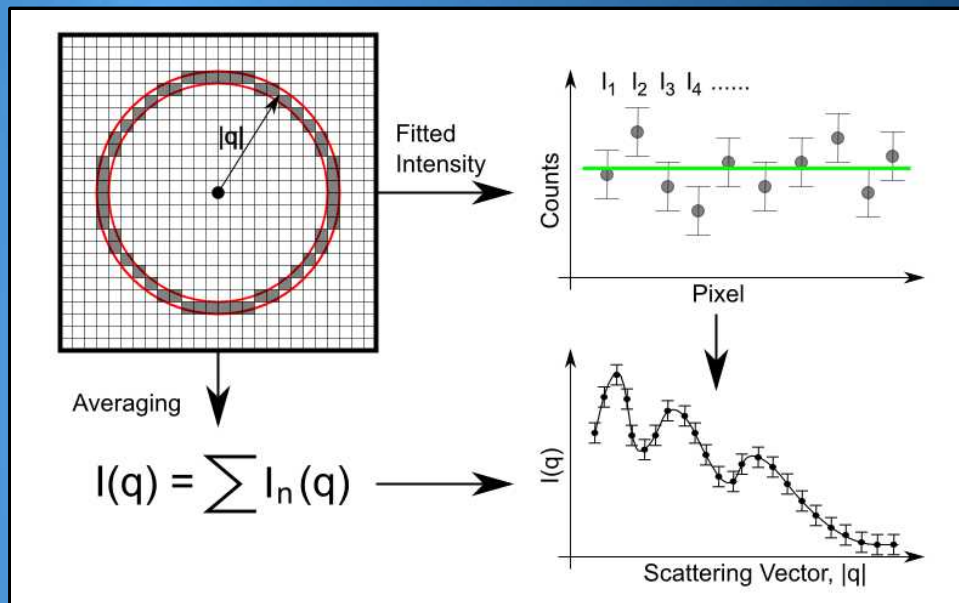 |q|
Fitted
Intensity
I₁ I₂ I₃ I₄ ......
Counts
Pixel
Averaging
I(q) = ∑ Iₙ(q)
I(q)
Scattering Vector, |q|